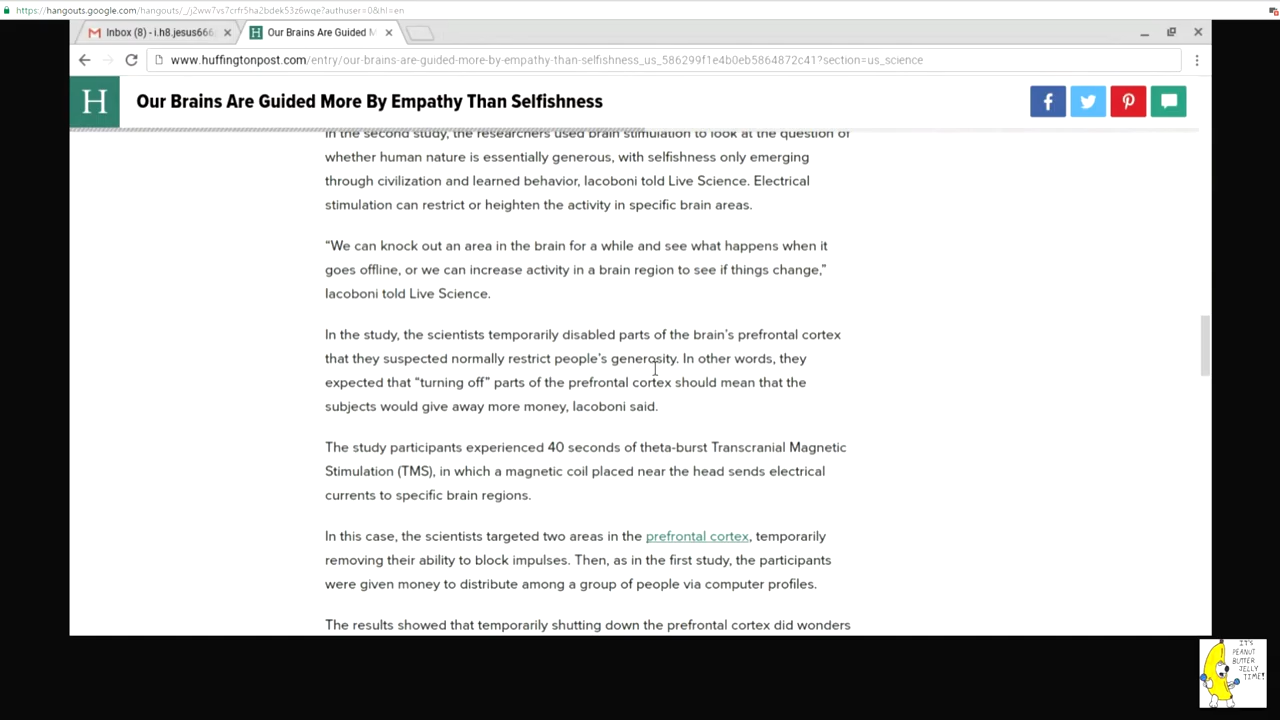 https://hangouts.google.com/hangouts/_/j2ww7vs7crfr5ha2bdek53z6wqe?authuser=0&hl=en
Inbox (8) - i.h8.jesus666
Our Brains Are Guided M
www.huffingtonpost.com/entry/our-brains-are-guided-more-by-empathy-than-selfishness_us_586299f1e4b0eb5864872c41?section=us_science
H
Our Brains Are Guided More By Empathy Than Selfishness
In the second study, the researchers used brain stimulation to look at the question of
whether human nature is essentially generous, with selfishness only emerging
through civilization and learned behavior, Iacoboni told Live Science. Electrical
stimulation can restrict or heighten the activity in specific brain areas.
“We can knock out an area in the brain for a while and see what happens when it
goes offline, or we can increase activity in a brain region to see if things change,”
Iacoboni told Live Science.
In the study, the scientists temporarily disabled parts of the brain’s prefrontal cortex
that they suspected normally restrict people’s generosity. In other words, they
expected that “turning off” parts of the prefrontal cortex should mean that the
subjects would give away more money, Iacoboni said.
The study participants experienced 40 seconds of theta-burst Transcranial Magnetic
Stimulation (TMS), in which a magnetic coil placed near the head sends electrical
currents to specific brain regions.
In this case, the scientists targeted two areas in the prefrontal cortex, temporarily
removing their ability to block impulses. Then, as in the first study, the participants
were given money to distribute among a group of people via computer profiles.
The results showed that temporarily shutting down the prefrontal cortex did wonders
IT'S
PEANUT
BUTTER
JELLY
TIME!